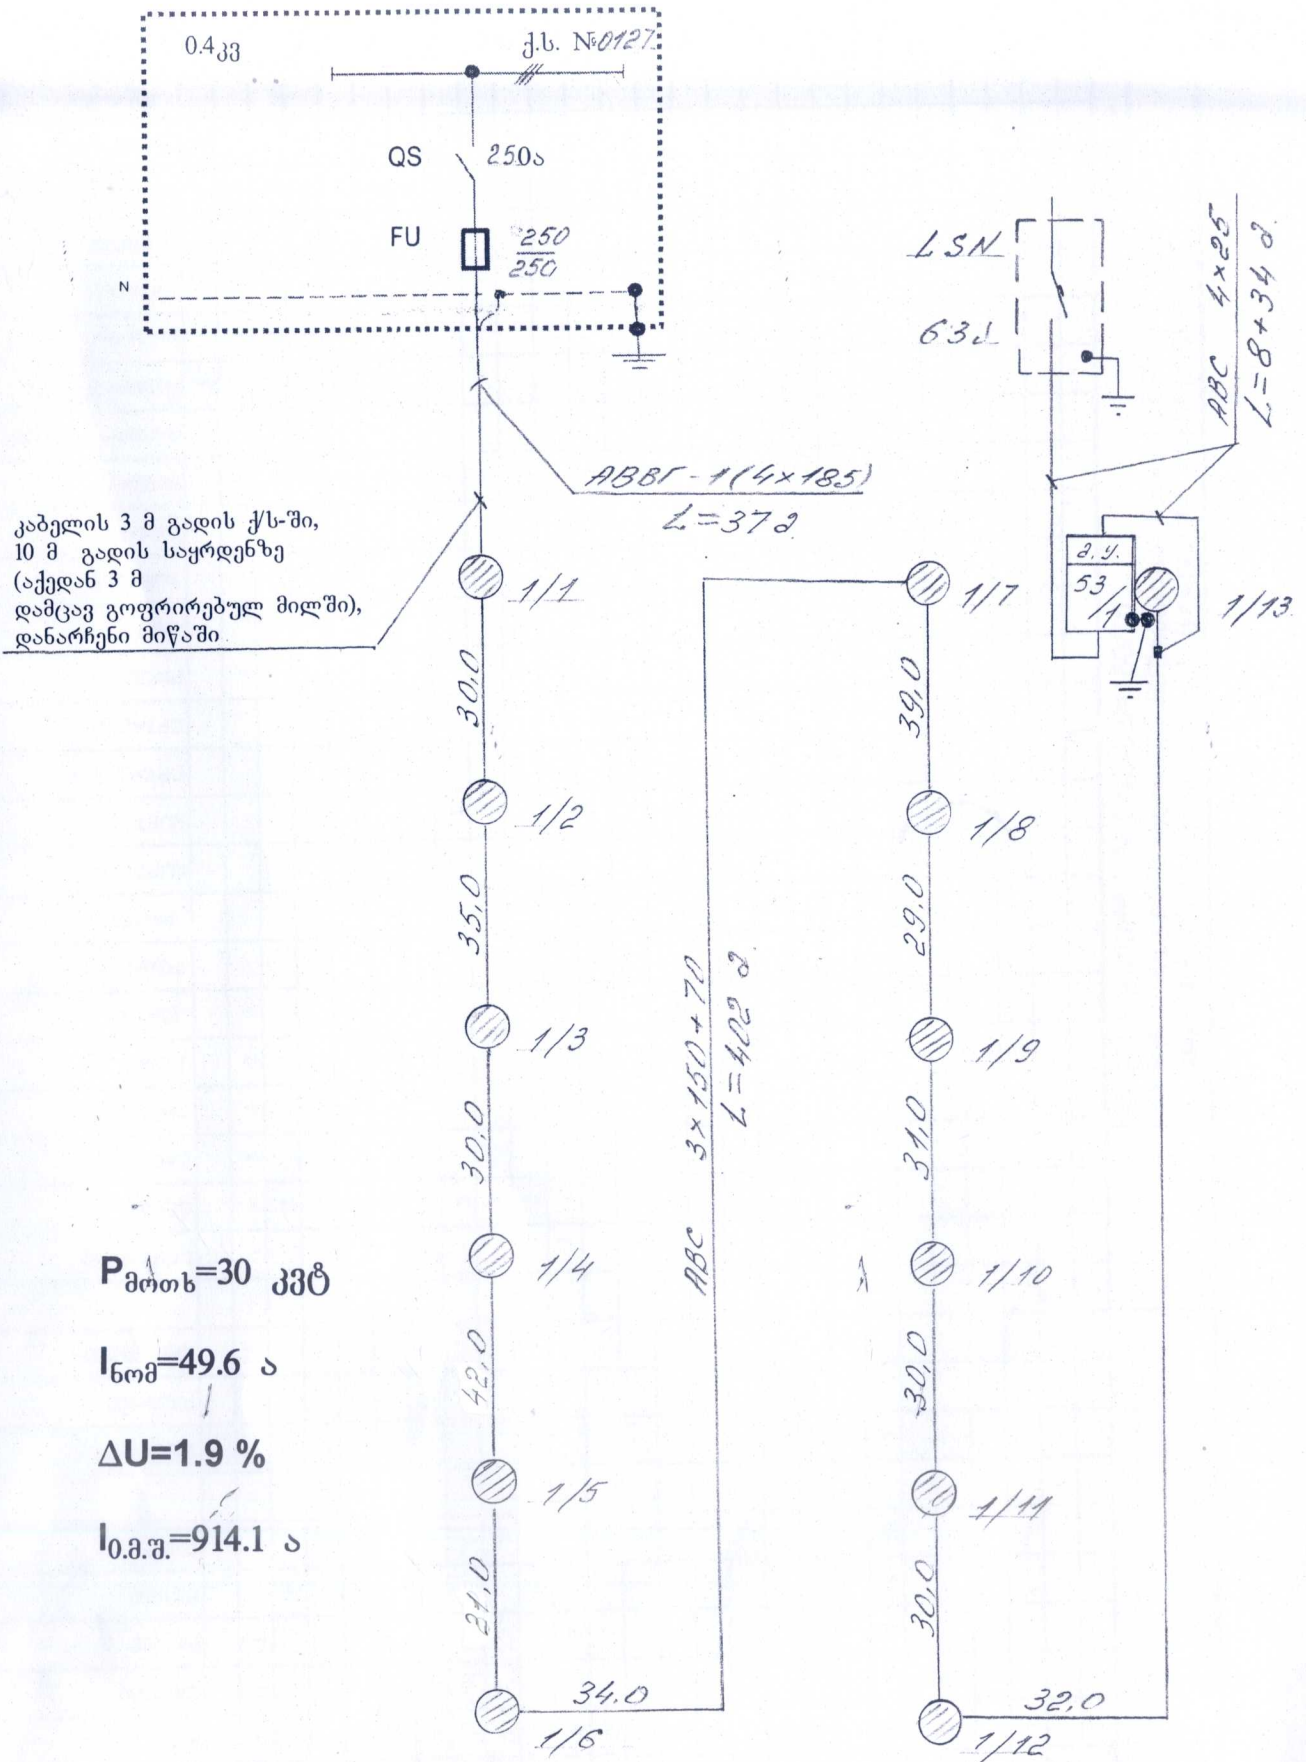 0.4კვ
ქ.ს. №0127
QS 250ა
FU 250
250
N
LSN
63ა
ABC 4×25
L=8+34 მ
АВВГ-1(4×185)
L=37მ
კაბელის 3 მ გადის ქ/ს-ში,
10 მ გადის საყრდენზე
(აქედან 3 მ
დამცავ გოფრირებულ მილში),
დანარჩენი მიწაში
1/1
30,0
1/2
35,0
1/3
30,0
1/4
42,0
1/5
1/6
34.0
ABC 3×150+70
L=402 მ
1/7
39,0
1/8
29,0
1/9
31,0
1/10
30,0
1/11
30,0
1/12
32,0
53
/1
1/13
Pმოთხ=30 კვტ
Iნომ=49.6 ა
ΔU=1.9 %
I0.მ.შ.=914.1 ა